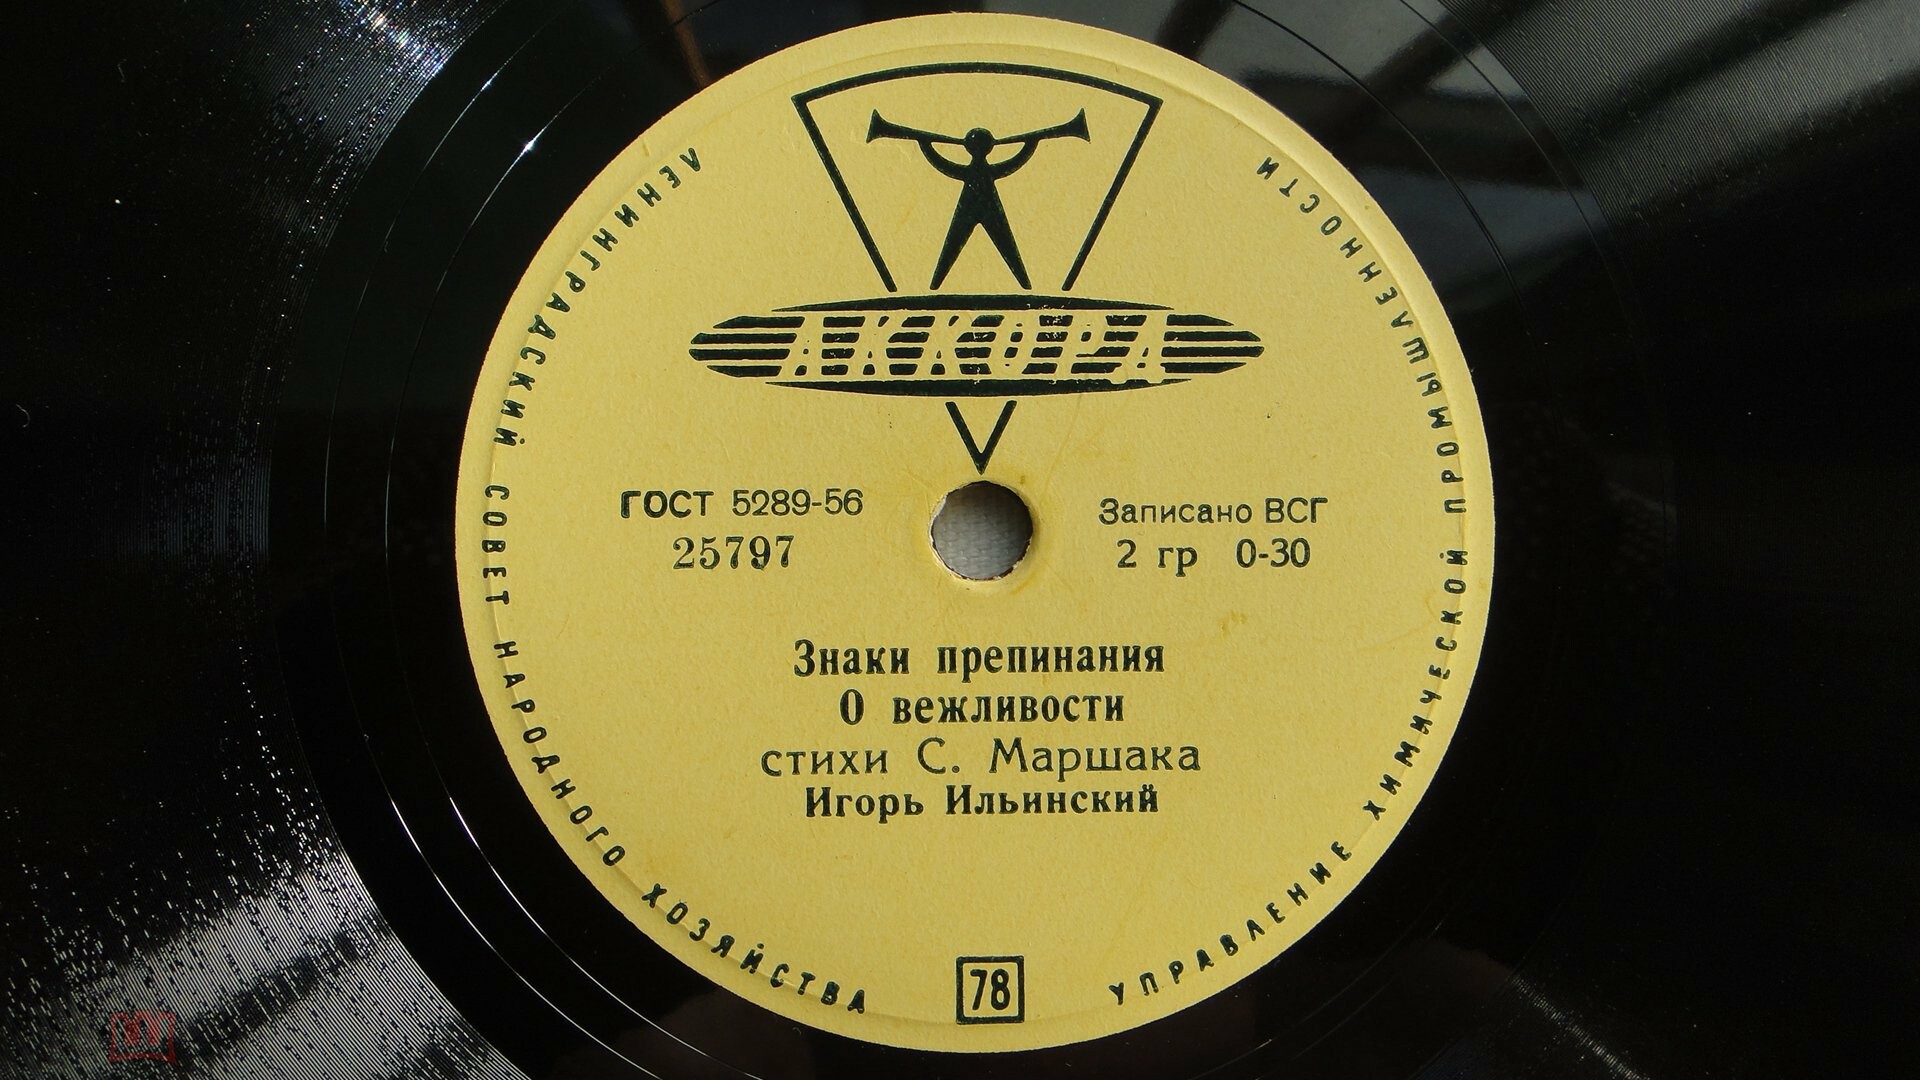 ЛЕНИНГРАДСКИЙ СОВЕТ НАРОДНОГО ХОЗЯЙСТВА
УПРАВЛЕНИЕ ХИМИЧЕСКОЙ ПРОМЫШЛЕННОСТИ
АККОРД
ГОСТ 5289-56
25797
Записано ВСГ
2 гр 0-30
Знаки препинания
О вежливости
стихи С. Маршака
Игорь Ильинский
78